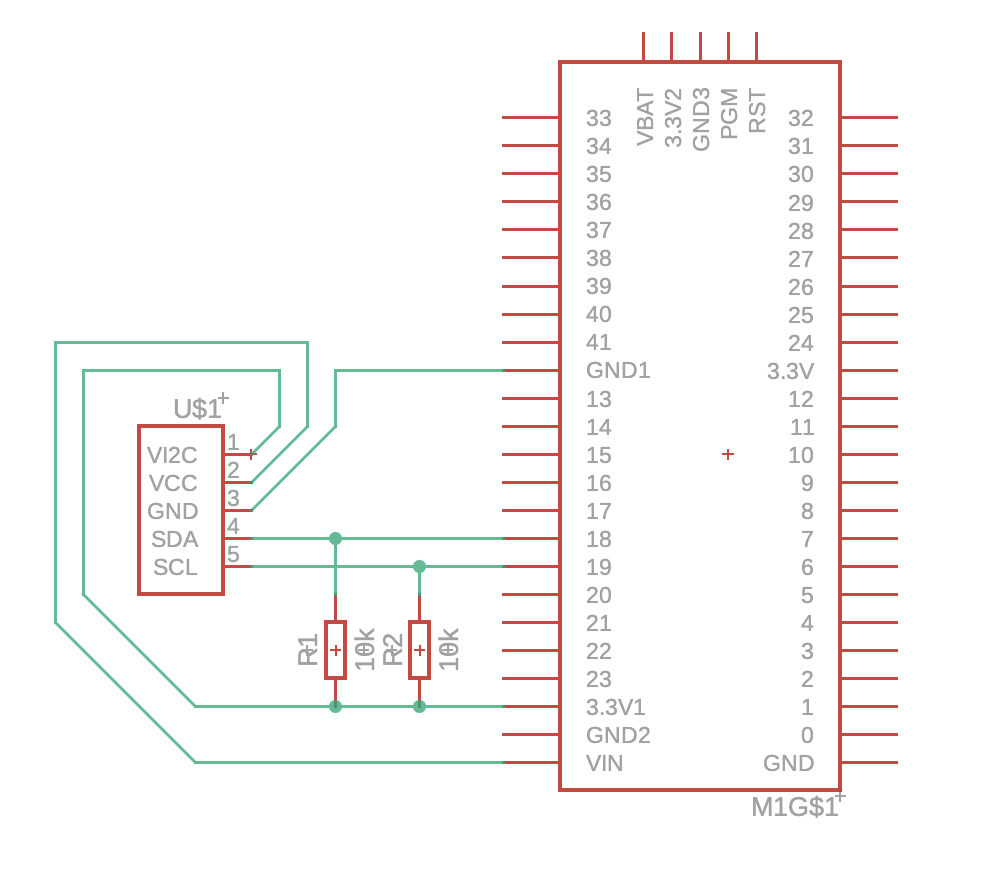 VBAT
3.3V2
GND3
PGM
RST
33 32
34 31
35 30
36 29
37 28
38 27
39 26
40 25
41 24
GND1 3.3V
13 12
14 11
15 10
16 9
17 8
18 7
19 6
20 5
21 4
22 3
23 2
3.3V1 1
GND2 0
VIN GND
M1G$1
U$1
VI2C 1
VCC 2
GND 3
SDA 4
SCL 5
R1 10k
R2 10k